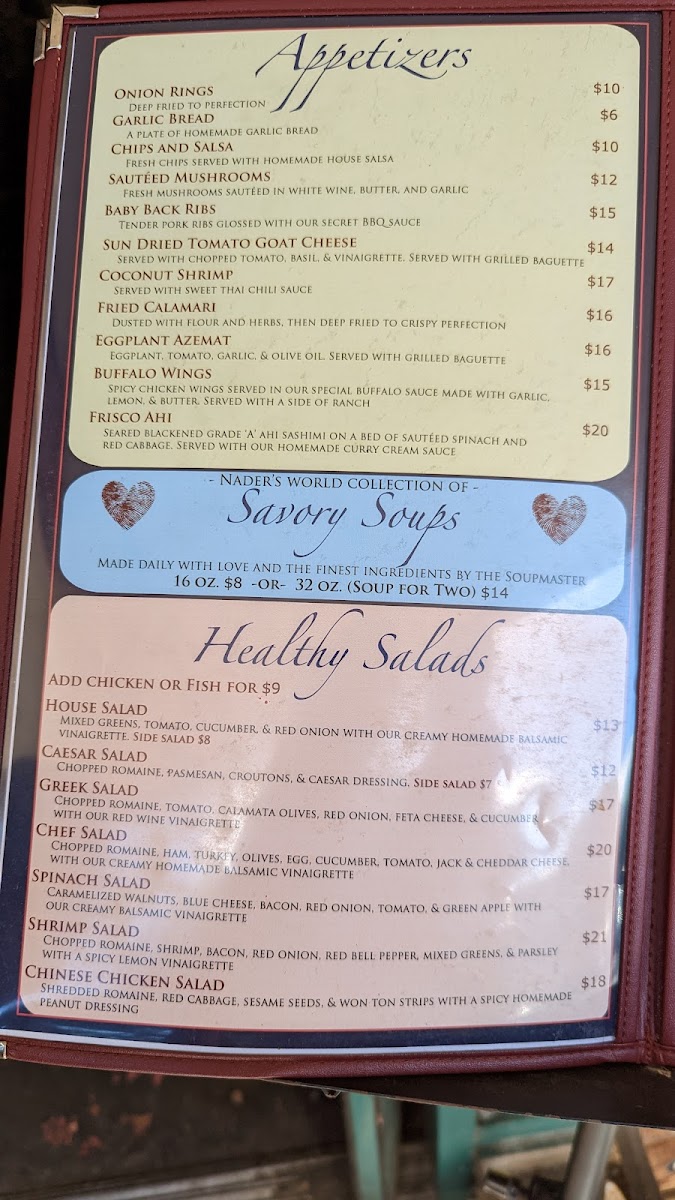 Appetizers
Onion Rings $10
Deep fried to perfection
Garlic Bread $6
A plate of homemade garlic bread
Chips and Salsa $10
Fresh chips served with homemade house salsa
Sautéed Mushrooms $12
Fresh mushrooms sautéed in white wine, butter, and garlic
Baby Back Ribs $15
Tender pork ribs glossed with our secret BBQ sauce
Sun Dried Tomato Goat Cheese $14
Served with chopped tomato, basil, & vinaigrette. Served with grilled baguette
Coconut Shrimp $17
Served with sweet thai chili sauce
Fried Calamari $16
Dusted with flour and herbs, then deep fried to crispy perfection
Eggplant Azemat $16
Eggplant, tomato, garlic, & olive oil. Served with grilled baguette
Buffalo Wings $15
Spicy chicken wings served in our special buffalo sauce made with garlic,
lemon, & butter. Served with a side of ranch
Frisco Ahi $20
Seared blackened grade 'A' ahi sashimi on a bed of sautéed spinach and
red cabbage. Served with our homemade curry cream sauce
- Nader's world collection of -
Savory Soups
Made daily with love and the finest ingredients by the Soupmaster
16 oz. $8 -or- 32 oz. (Soup for Two) $14
Healthy Salads
add chicken or Fish for $9
House Salad $13
Mixed greens, tomato, cucumber, & red onion with our creamy homemade balsamic
vinaigrette. Side salad $8
Caesar Salad $12
Chopped romaine, Pasmesan, croutons, & caesar dressing. Side salad $7
Greek Salad $17
Chopped romaine, tomato, calamata olives, red onion, feta cheese, & cucumber
with our red wine vinaigrette
Chef Salad $20
Chopped romaine, ham, turkey, olives, egg, cucumber, tomato, jack & cheddar cheese,
with our creamy homemade balsamic vinaigrette
Spinach Salad $17
Caramelized walnuts, blue cheese, bacon, red onion, tomato, & green apple with
our creamy balsamic vinaigrette
Shrimp Salad $21
Chopped romaine, shrimp, bacon, red onion, red bell pepper, mixed greens, & parsley
with a spicy lemon vinaigrette
Chinese Chicken Salad $18
Shredded romaine, red cabbage, sesame seeds, & won ton strips with a spicy homemade
peanut dressing